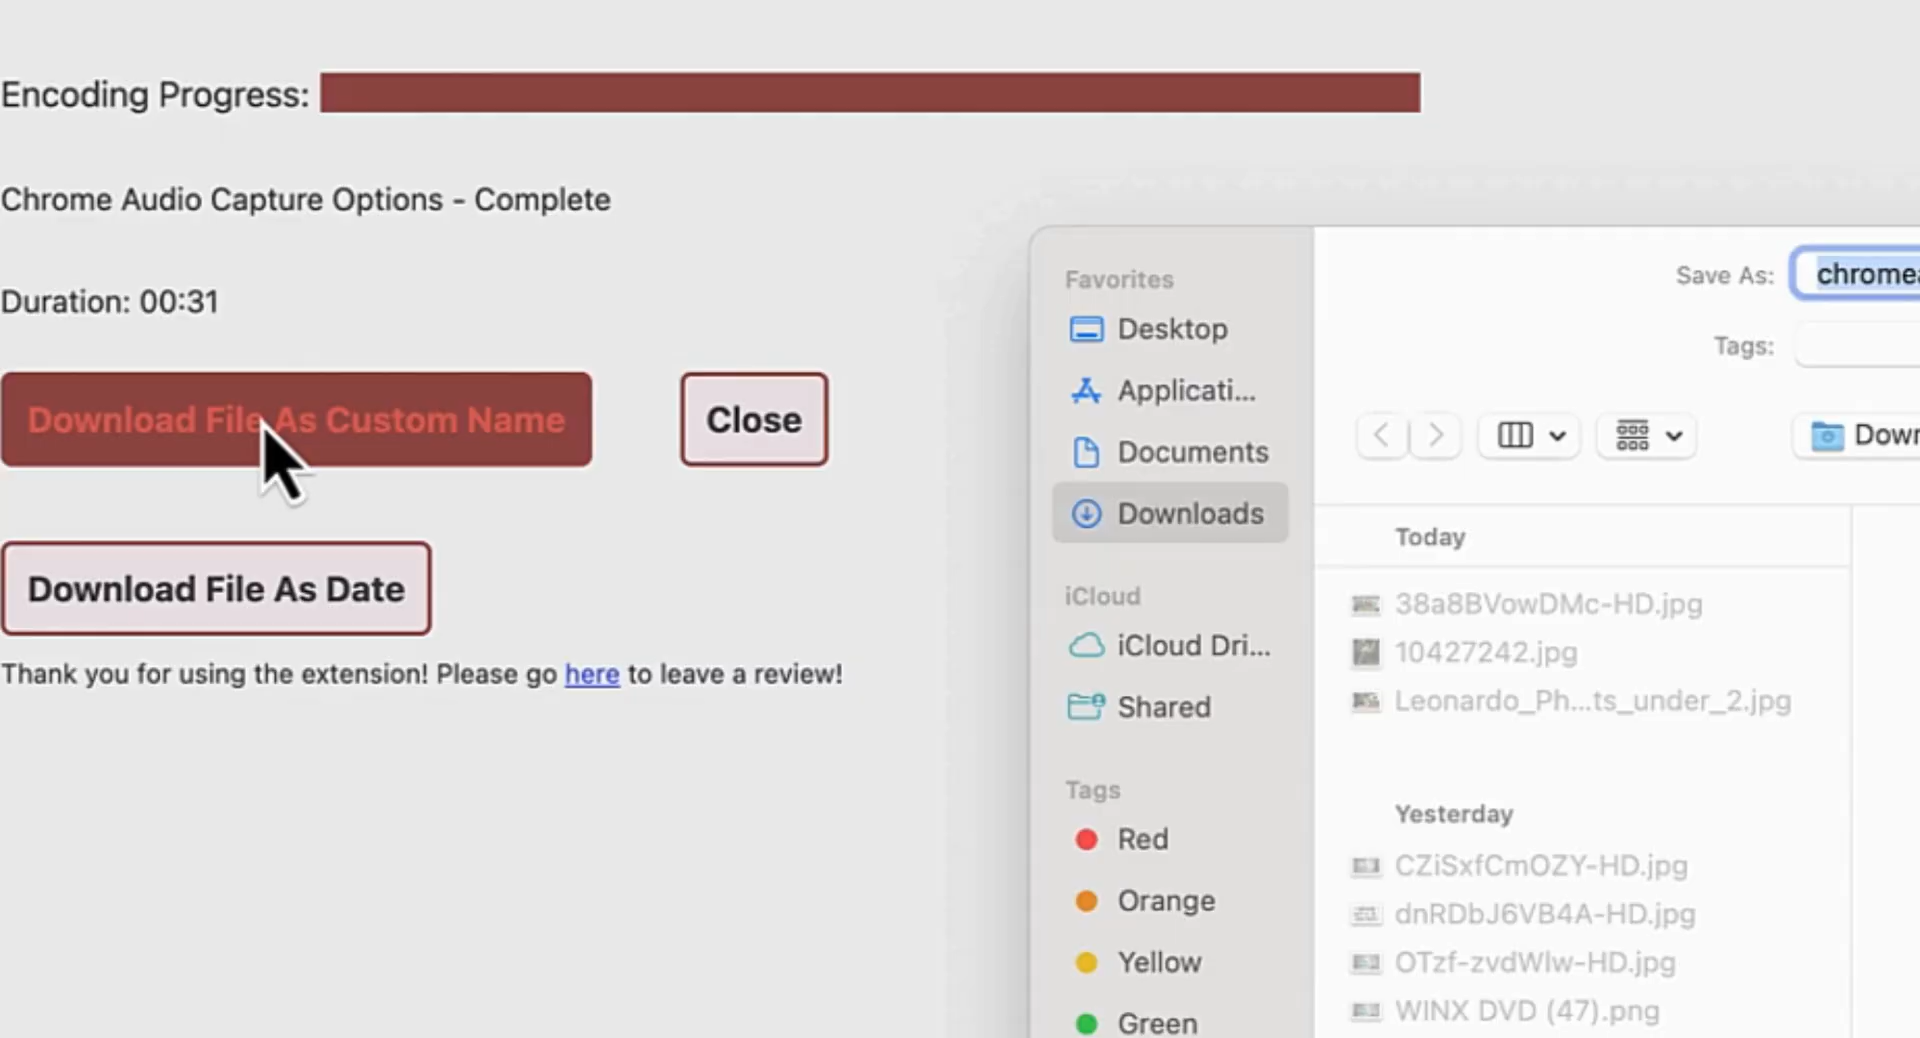 Encoding Progress:
Chrome Audio Capture Options - Complete
Duration: 00:31
Download File As Custom Name
Close
Download File As Date
Thank you for using the extension! Please go here to leave a review!
Favorites
Desktop
Applicati...
Documents
Downloads
iCloud
iCloud Dri...
Shared
Tags
Red
Orange
Yellow
Green
Save As:
chromea
Tags:
Down
Today
38a8BVowDMc-HD.jpg
10427242.jpg
Leonardo_Ph...ts_under_2.jpg
Yesterday
CZiSxfCmOZY-HD.jpg
dnRDbJ6VB4A-HD.jpg
OTzf-zvdWlw-HD.jpg
WINX DVD (47).png